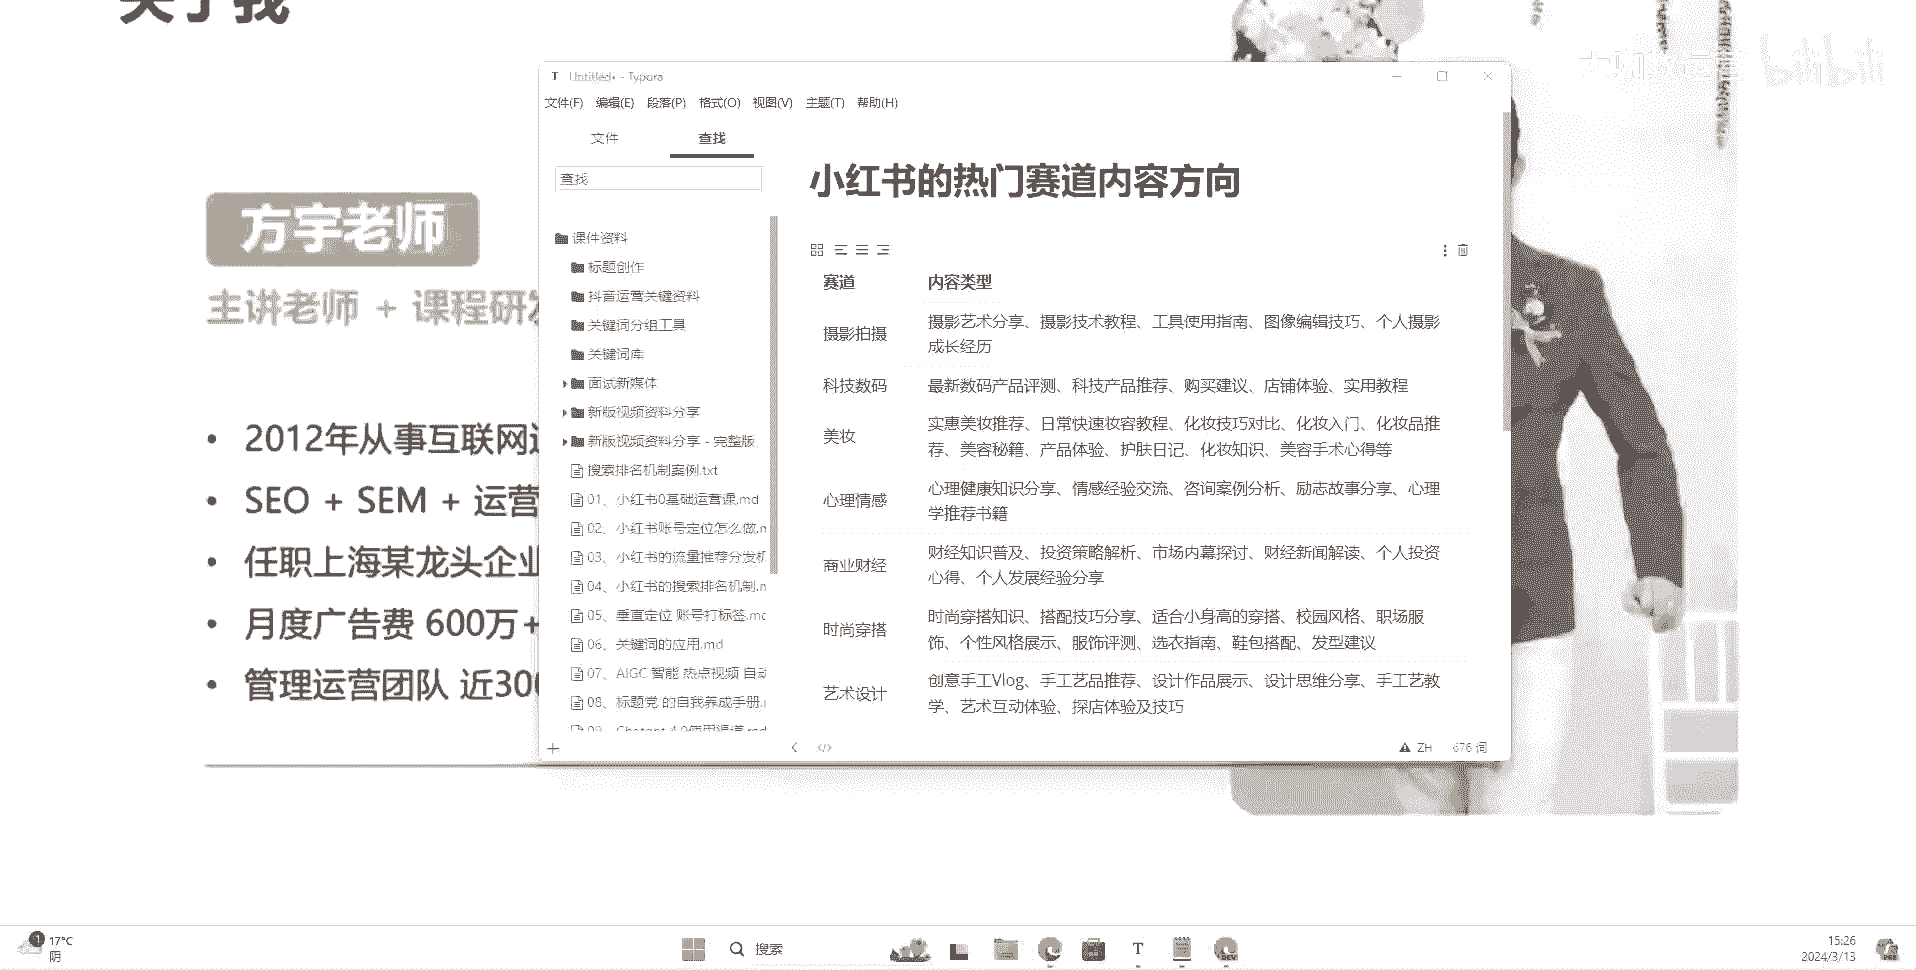 关于我
bilibili
方宇老师
主讲老师 + 课程研发
2012年从事互联网
SEO + SEM + 运营
任职上海某龙头企业
月度广告费 600万+
管理运营团队 近300
Untitled• - Typora
文件(F) 编辑(E) 段落(P) 格式(O) 视图(V) 主题(T) 帮助(H)
文件 查找
查找
课件资料
标题创作
抖音运营关键资料
关键词分组工具
关键词库
面试新媒体
新版视频资料分享
新版视频资料分享 - 完整版
搜索排名机制案例.txt
01、小红书0基础运营课.md
02、小红书账号定位怎么做.m
03、小红书的流量推荐分发机
04、小红书的搜索排名机制.m
05、垂直定位 账号打标签.md
06、关键词的应用.md
07、AIGC 智能 热点视频 自动
08、标题党 的自我养成手册.
小红书的热门赛道内容方向
赛道 内容类型
摄影拍摄 摄影艺术分享、摄影技术教程、工具使用指南、图像编辑技巧、个人摄影
成长经历
科技数码 最新数码产品评测、科技产品推荐、购买建议、店铺体验、实用教程
美妆 实惠美妆推荐、日常快速妆容教程、化妆技巧对比、化妆入门、化妆品推
荐、美容秘籍、产品体验、护肤日记、化妆知识、美容手术心得等
心理情感 心理健康知识分享、情感经验交流、咨询案例分析、励志故事分享、心理
学推荐书籍
商业财经 财经知识普及、投资策略解析、市场内幕探讨、财经新闻解读、个人投资
心得、个人发展经验分享
时尚穿搭 时尚穿搭知识、搭配技巧分享、适合小身高的穿搭、校园风格、职场服
饰、个性风格展示、服饰评测、选衣指南、鞋包搭配、发型建议
艺术设计 创意手工Vlog、手工艺品推荐、设计作品展示、设计思维分享、手工艺教
学、艺术互动体验、探店体验及技巧
ZH 676 词
1
17°C
阴
搜索
T
DEV
15:26
2024/3/13
PRE